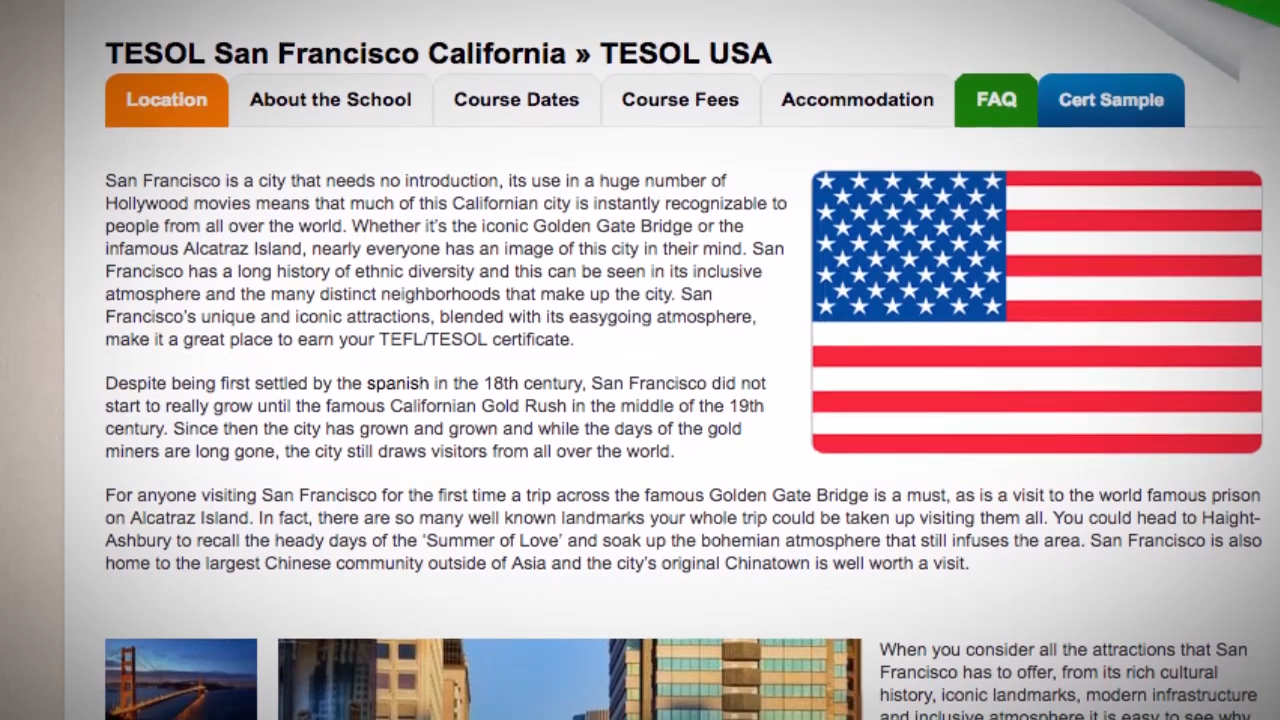 TESOL San Francisco California » TESOL USA
Location About the School Course Dates Course Fees Accommodation FAQ Cert Sample
San Francisco is a city that needs no introduction, its use in a huge number of
Hollywood movies means that much of this Californian city is instantly recognizable to
people from all over the world. Whether it's the iconic Golden Gate Bridge or the
infamous Alcatraz Island, nearly everyone has an image of this city in their mind. San
Francisco has a long history of ethnic diversity and this can be seen in its inclusive
atmosphere and the many distinct neighborhoods that make up the city. San
Francisco's unique and iconic attractions, blended with its easygoing atmosphere,
make it a great place to earn your TEFL/TESOL certificate.
Despite being first settled by the spanish in the 18th century, San Francisco did not
start to really grow until the famous Californian Gold Rush in the middle of the 19th
century. Since then the city has grown and grown and while the days of the gold
miners are long gone, the city still draws visitors from all over the world.
For anyone visiting San Francisco for the first time a trip across the famous Golden Gate Bridge is a must, as is a visit to the world famous prison
on Alcatraz Island. In fact, there are so many well known landmarks your whole trip could be taken up visiting them all. You could head to Haight-
Ashbury to recall the heady days of the 'Summer of Love' and soak up the bohemian atmosphere that still infuses the area. San Francisco is also
home to the largest Chinese community outside of Asia and the city's original Chinatown is well worth a visit.
When you consider all the attractions that San
Francisco has to offer, from its rich cultural
history, iconic landmarks, modern infrastructure
and inclusive atmosphere it is easy to see why